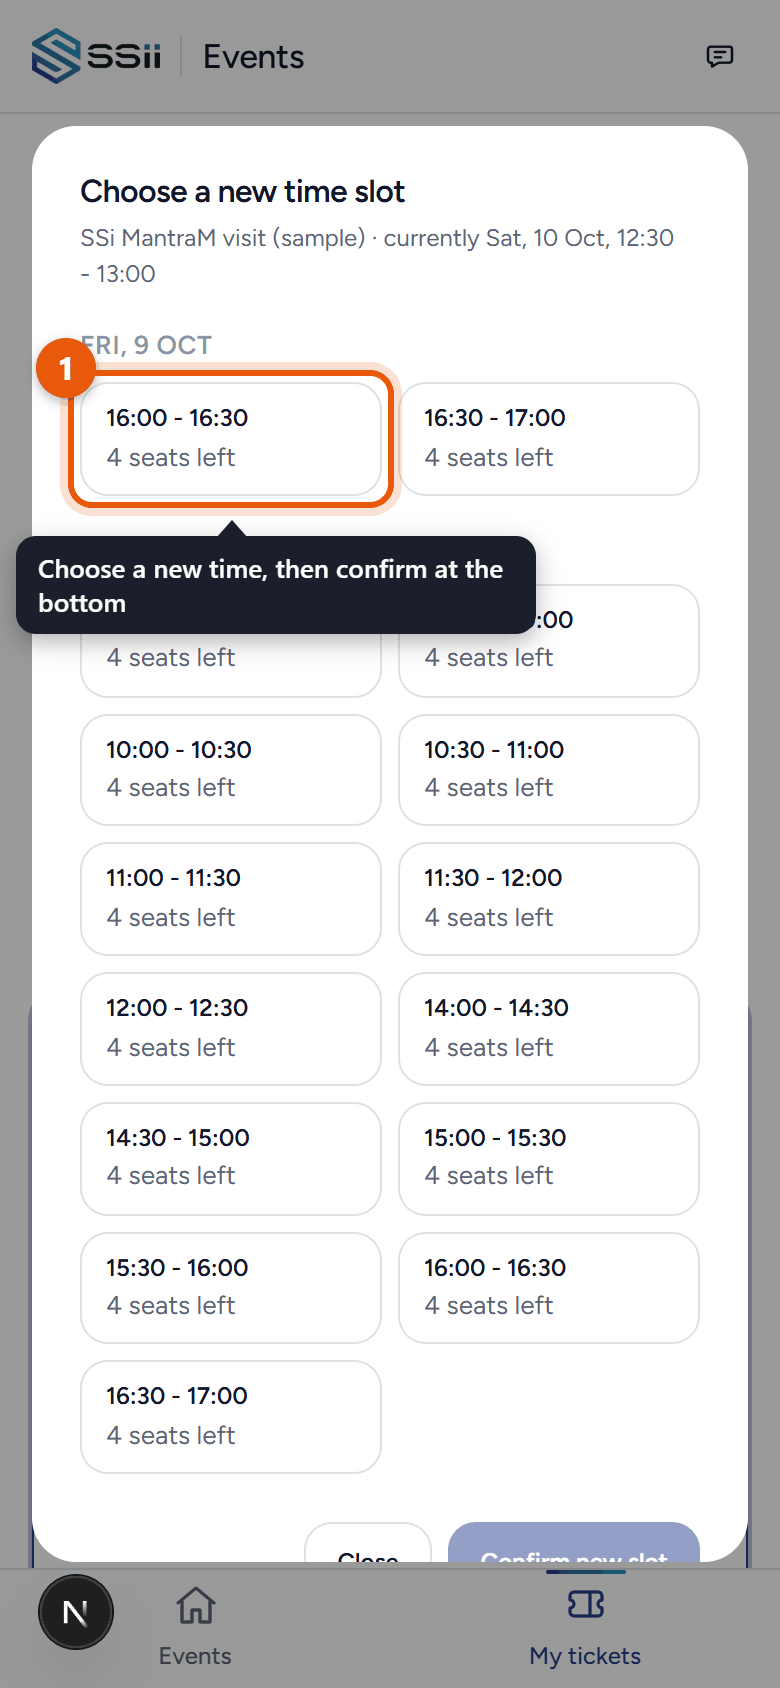 SSii Events
Choose a new time slot
SSi MantraM visit (sample) · currently Sat, 10 Oct, 12:30
- 13:00
FRI, 9 OCT
1
16:00 - 16:30
4 seats left
16:30 - 17:00
4 seats left
Choose a new time, then confirm at the
bottom
:00
4 seats left
4 seats left
10:00 - 10:30
4 seats left
10:30 - 11:00
4 seats left
11:00 - 11:30
4 seats left
11:30 - 12:00
4 seats left
12:00 - 12:30
4 seats left
14:00 - 14:30
4 seats left
14:30 - 15:00
4 seats left
15:00 - 15:30
4 seats left
15:30 - 16:00
4 seats left
16:00 - 16:30
4 seats left
16:30 - 17:00
4 seats left
Close
Confirm new slot
N
Events
My tickets